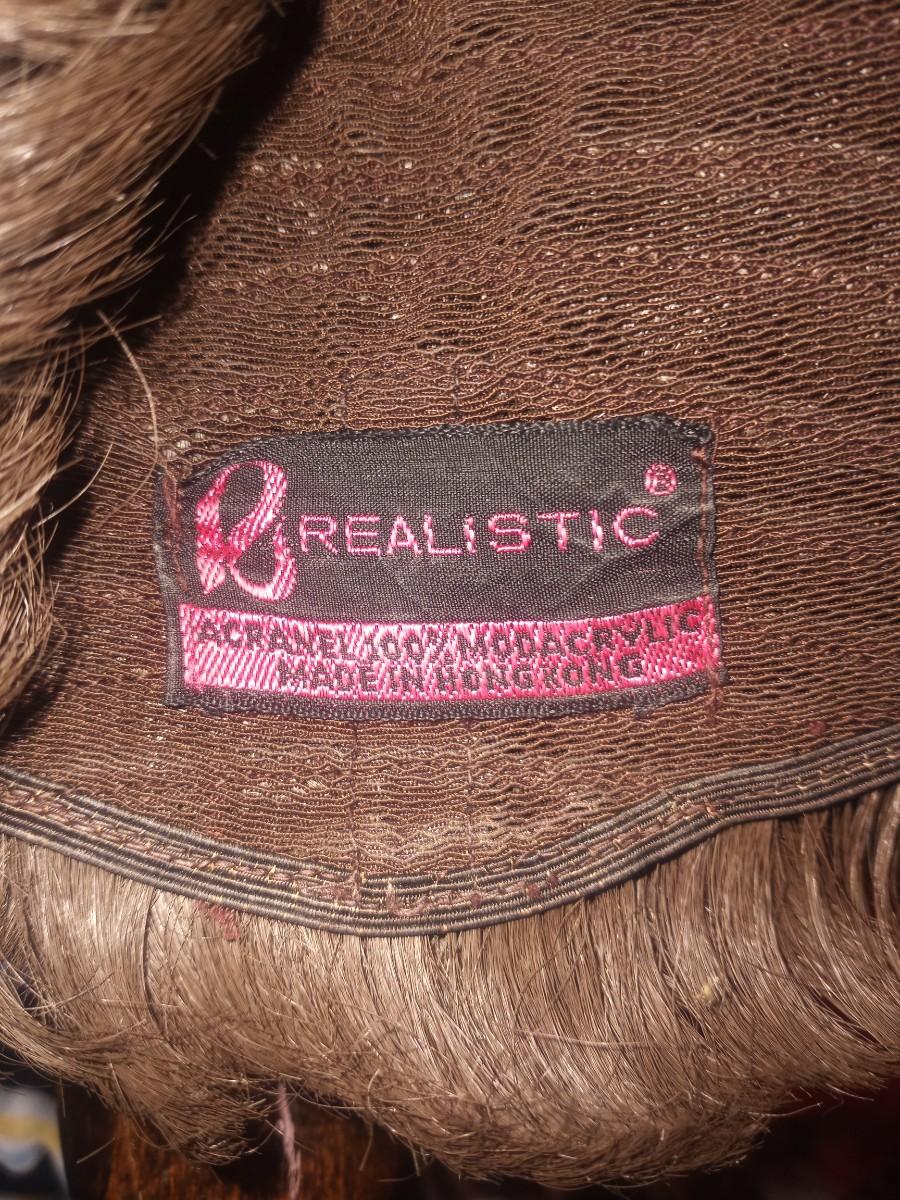 REALISTIC®
ACRANEL 100% MODACRYLIC
MADE IN HONG KONG